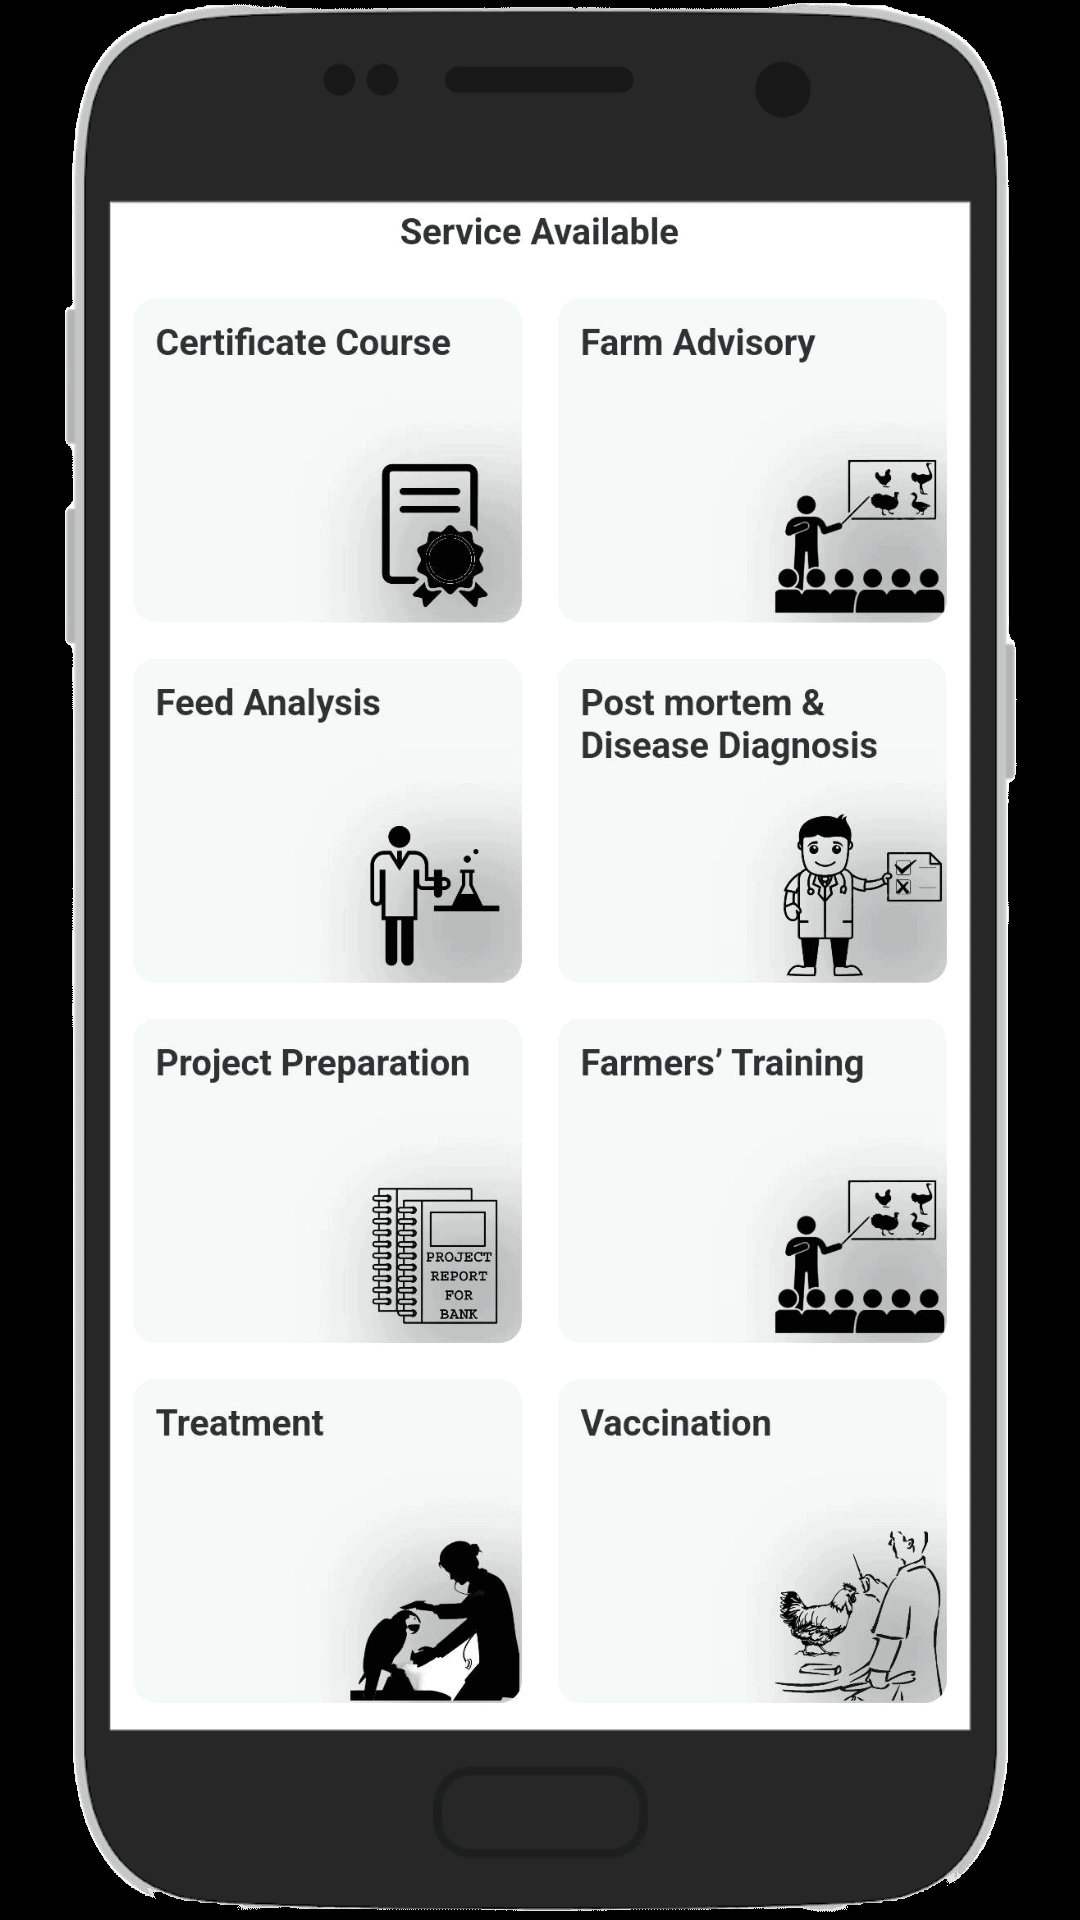 Service Available
Certificate Course
Farm Advisory
Feed Analysis
Post mortem &
Disease Diagnosis
Project Preparation
PROJECT
REPORT
FOR
BANK
Farmers’ Training
Treatment
Vaccination